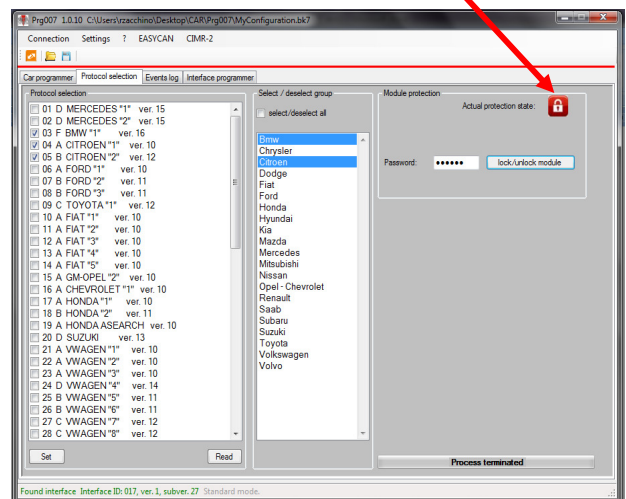 Prg007 1.0.10 C:\Users\rzacchino\Desktop\CAR\Prg007\MyConfiguration.bk7
Connection Settings ? EASYCAN CIMR-2
Car programmer Protocol selection Events log Interface programmer
Protocol selection
01 D MERCEDES "1" ver. 15
02 D MERCEDES "2" ver. 15
03 F BMW "1" ver. 16
04 A CITROEN "1" ver. 10
05 B CITROEN "2" ver. 12
06 A FORD "1" ver. 10
07 B FORD "2" ver. 11
08 B FORD "3" ver. 11
09 C TOYOTA "1" ver. 12
10 A FIAT "1" ver. 10
11 A FIAT "2" ver. 10
12 A FIAT "3" ver. 10
13 A FIAT "4" ver. 10
14 A FIAT "5" ver. 10
15 A GM-OPEL "2" ver. 10
16 A CHEVROLET "1" ver. 10
17 A HONDA "1" ver. 10
18 B HONDA "2" ver. 11
19 A HONDA ASEARCH ver. 10
20 D SUZUKI ver. 13
21 A VWAGEN "1" ver. 10
22 A VWAGEN "2" ver. 10
23 A VWAGEN "3" ver. 10
24 D VWAGEN "4" ver. 14
25 B VWAGEN "5" ver. 11
26 B VWAGEN "6" ver. 11
27 C VWAGEN "7" ver. 12
28 C VWAGEN "8" ver. 12
Set Read
Select / deselect group
select/deselect all
Bmw
Chrysler
Citroen
Dodge
Fiat
Ford
Honda
Hyundai
Kia
Mazda
Mercedes
Mitsubishi
Nissan
Opel - Chevrolet
Renault
Saab
Subaru
Suzuki
Toyota
Volkswagen
Volvo
Module protection
Actual protection state:
Password: •••••• lock/unlock module
Process terminated
Found interface Interface ID: 017, ver. 1, subver. 27 Standard mode.